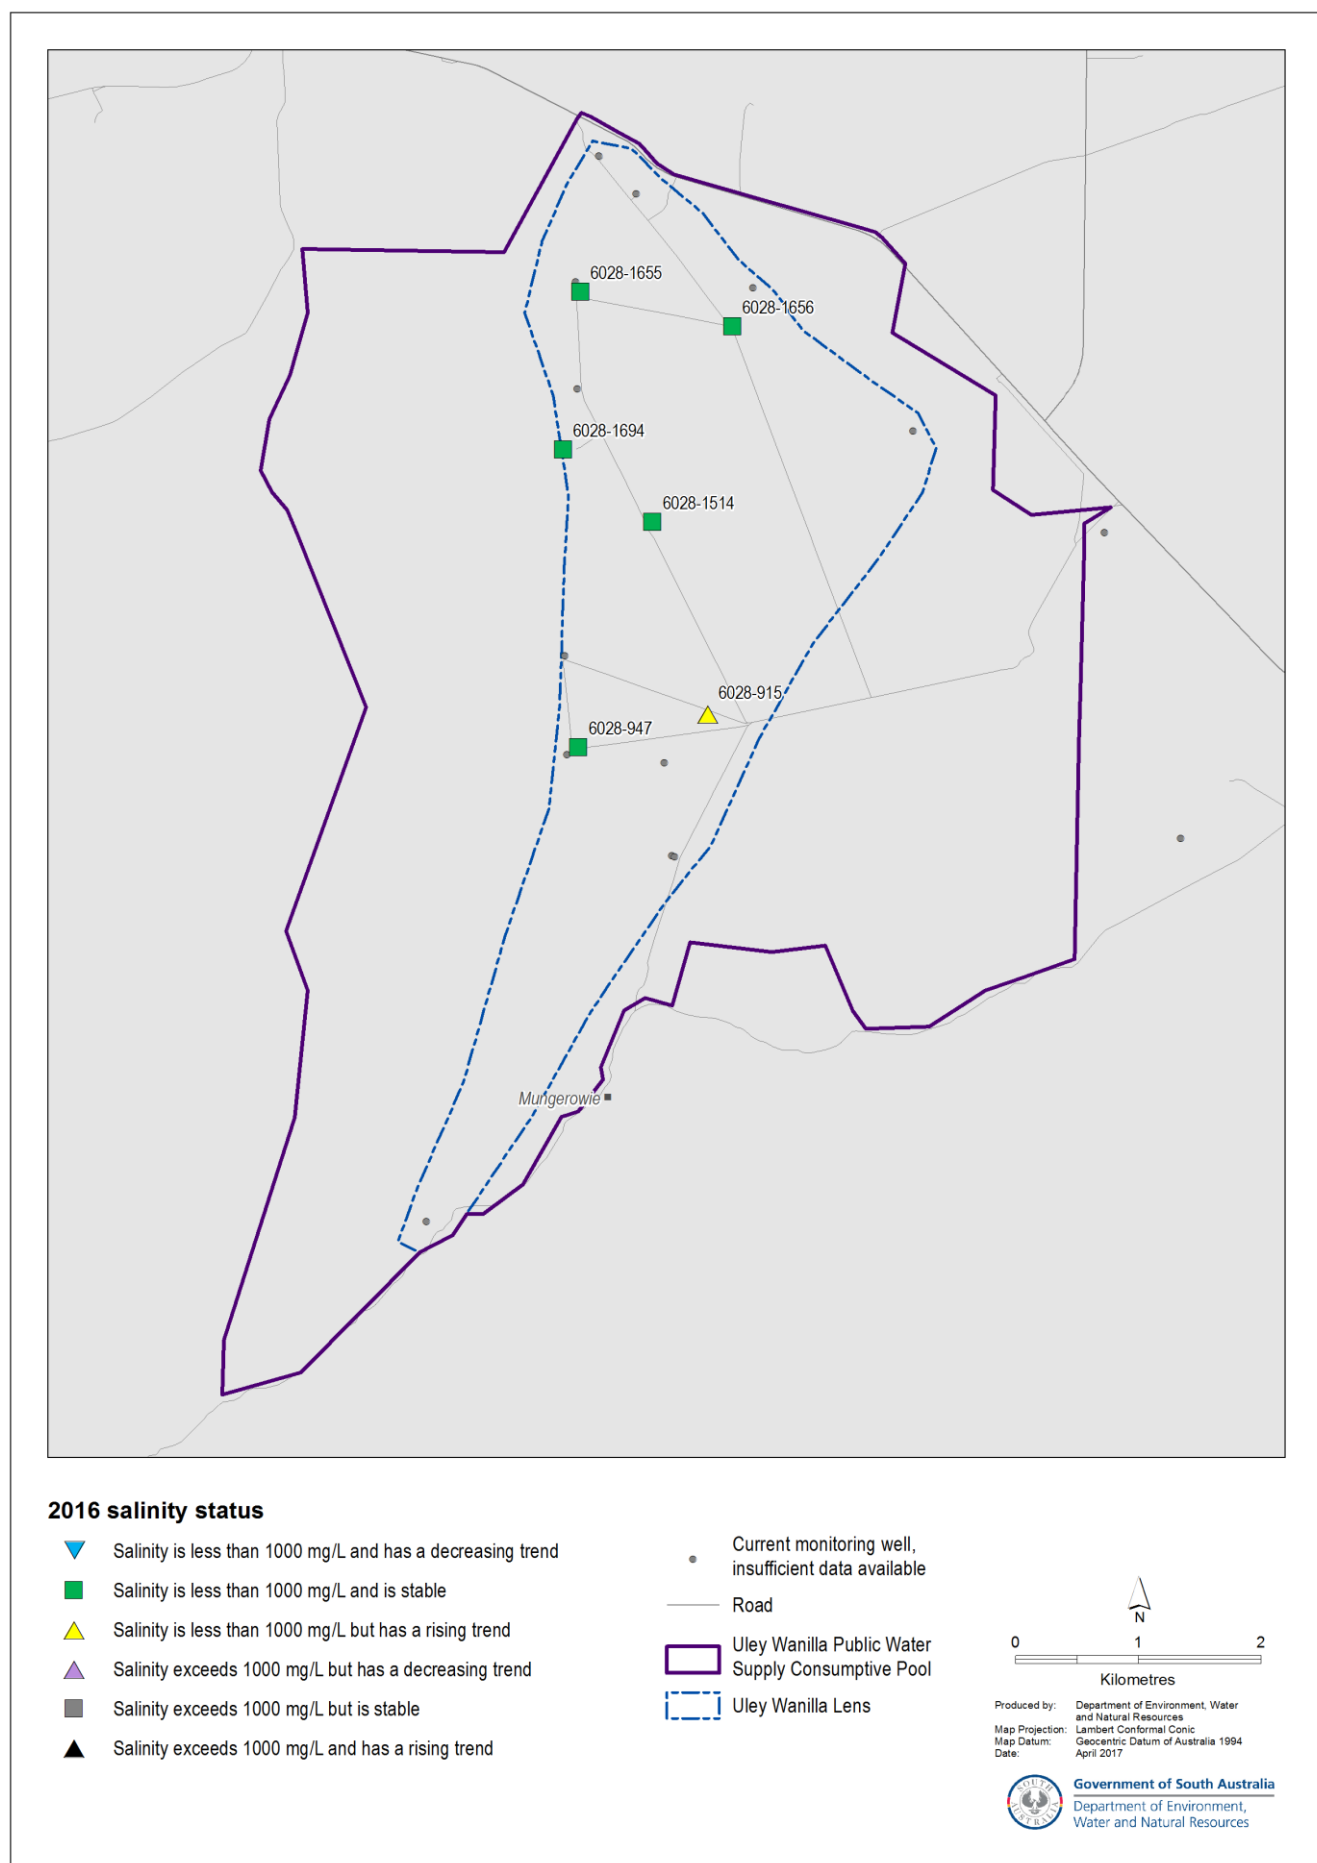 6028-1655
6028-1656
6028-1694
6028-1514
6028-915
6028-947
Mungerowie
2016 salinity status
Salinity is less than 1000 mg/L and has a decreasing trend
Salinity is less than 1000 mg/L and is stable
Salinity is less than 1000 mg/L but has a rising trend
Salinity exceeds 1000 mg/L but has a decreasing trend
Salinity exceeds 1000 mg/L but is stable
Salinity exceeds 1000 mg/L and has a rising trend
Current monitoring well,
insufficient data available
Road
Uley Wanilla Public Water
Supply Consumptive Pool
Uley Wanilla Lens
N
0 1 2
Kilometres
Produced by: Department of Environment, Water
and Natural Resources
Map Projection: Lambert Conformal Conic
Map Datum: Geocentric Datum of Australia 1994
Date: April 2017
SOUTH AUSTRALIA
Government of South Australia
Department of Environment,
Water and Natural Resources